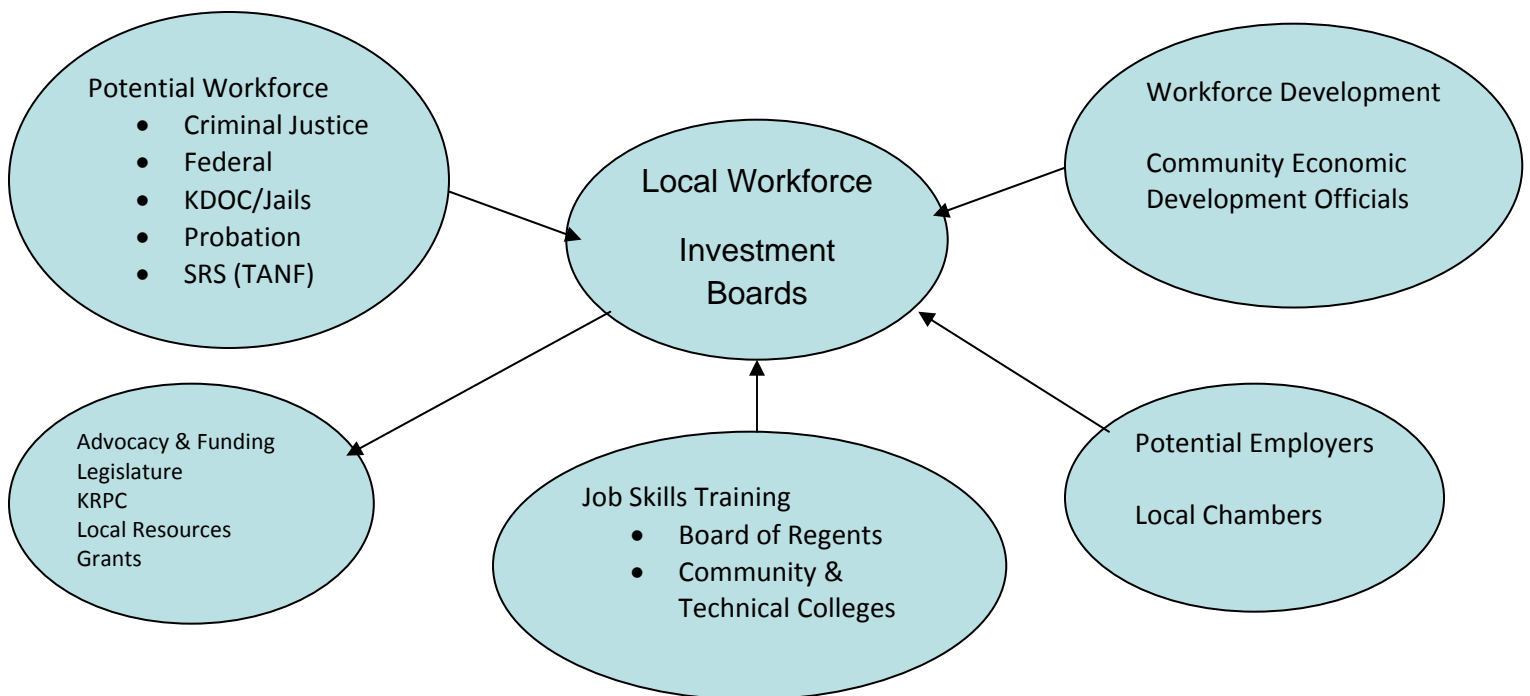 Potential Workforce
• Criminal Justice
• Federal
• KDOC/Jails
• Probation
• SRS (TANF)
Local Workforce
Investment
Boards
Workforce Development
Community Economic
Development Officials
Advocacy & Funding
Legislature
KRPC
Local Resources
Grants
Job Skills Training
• Board of Regents
• Community &
Technical Colleges
Potential Employers
Local Chambers